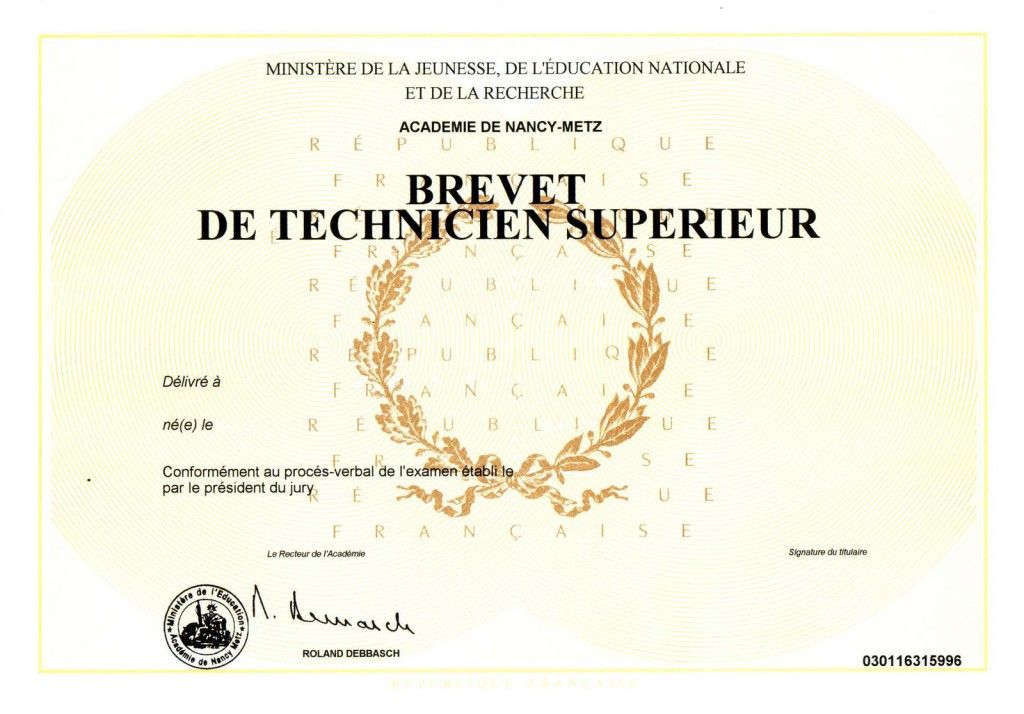 MINISTÈRE DE LA JEUNESSE, DE L'ÉDUCATION NATIONALE
ET DE LA RECHERCHE
ACADEMIE DE NANCY-METZ
RÉPUBLIQUE
FRANÇAISE
BREVET
DE TECHNICIEN SUPERIEUR
FRANÇAISE
RÉPUBLIQUE
FRANÇAISE
RÉPUBLIQUE
Délivré à
FRANÇAISE
né(e) le
RÉPUBLIQUE
Conformément au procés-verbal de l'examen établi le
par le président du jury
FRANÇAISE
Le Recteur de l'Académie
Signature du titulaire
Ministère de l'Education
Académie de Nancy Metz
ROLAND DEBBASCH
030116315996
RÉPUBLIQUE FRANÇAISE